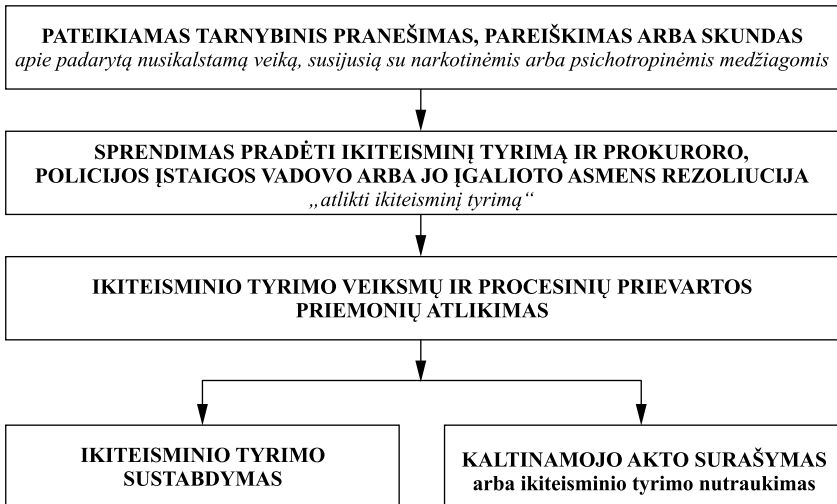 PATEIKIAMAS TARNYBINIS PRANEŠIMAS, PAREIŠKIMAS ARBA SKUNDAS
apie padarytą nusikalstamą veiką, susijusią su narkotinėmis arba psichotropinėmis medžiagomis
SPRENDIMAS PRADĖTI IKITEISMINĮ TYRIMĄ IR PROKURORO,
POLICIJOS ĮSTAIGOS VADOVO ARBA JO ĮGALIOTO ASMENS REZOLIUCIJA
„atlikti ikiteisminį tyrimą“
IKITEISMINIO TYRIMO VEIKSMŲ IR PROCESINIŲ PRIEVARTOS
PRIEMONIŲ ATLIKIMAS
IKITEISMINIO TYRIMO
SUSTABDYMAS
KALTINAMOJO AKTO SURAŠYMAS
arba ikiteisminio tyrimo nutraukimas